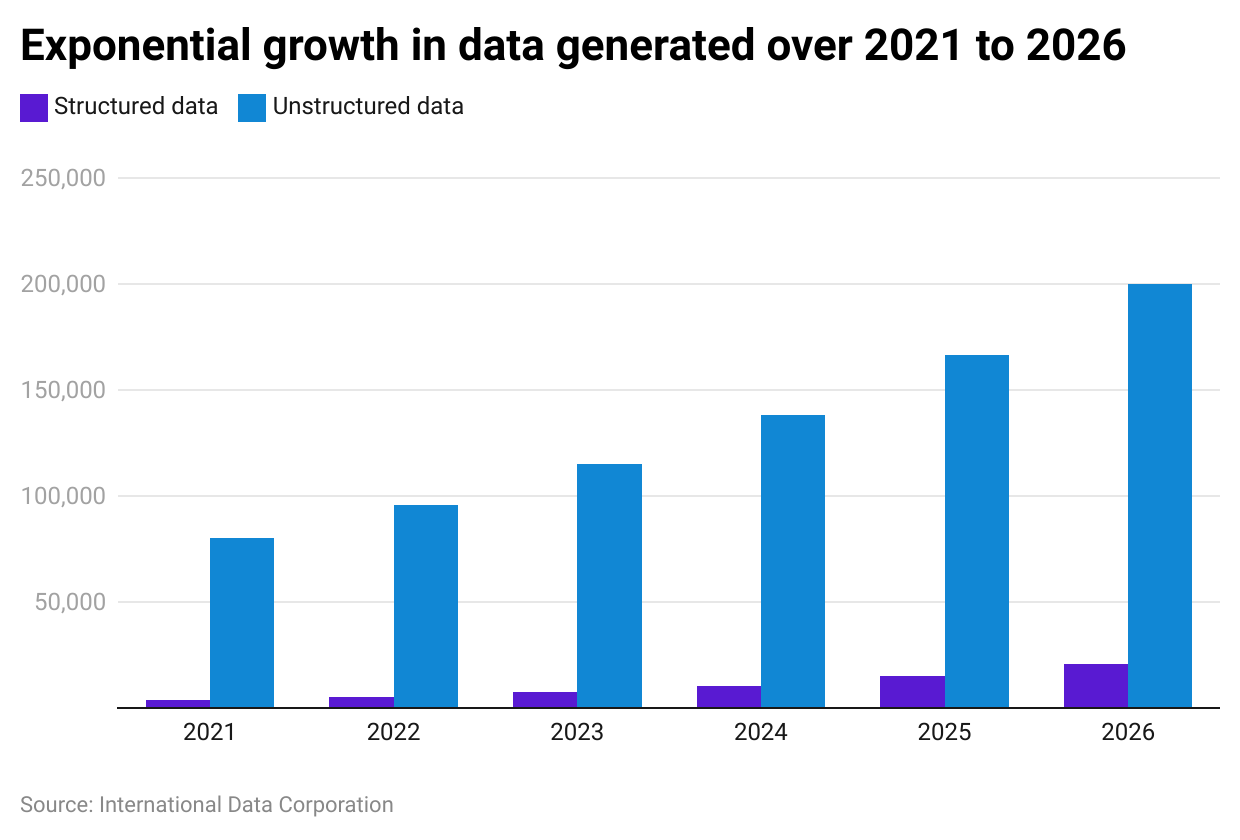 Exponential growth in data generated over 2021 to 2026
Structured data Unstructured data
250,000
200,000
150,000
100,000
50,000
2021 2022 2023 2024 2025 2026
Source: International Data Corporation